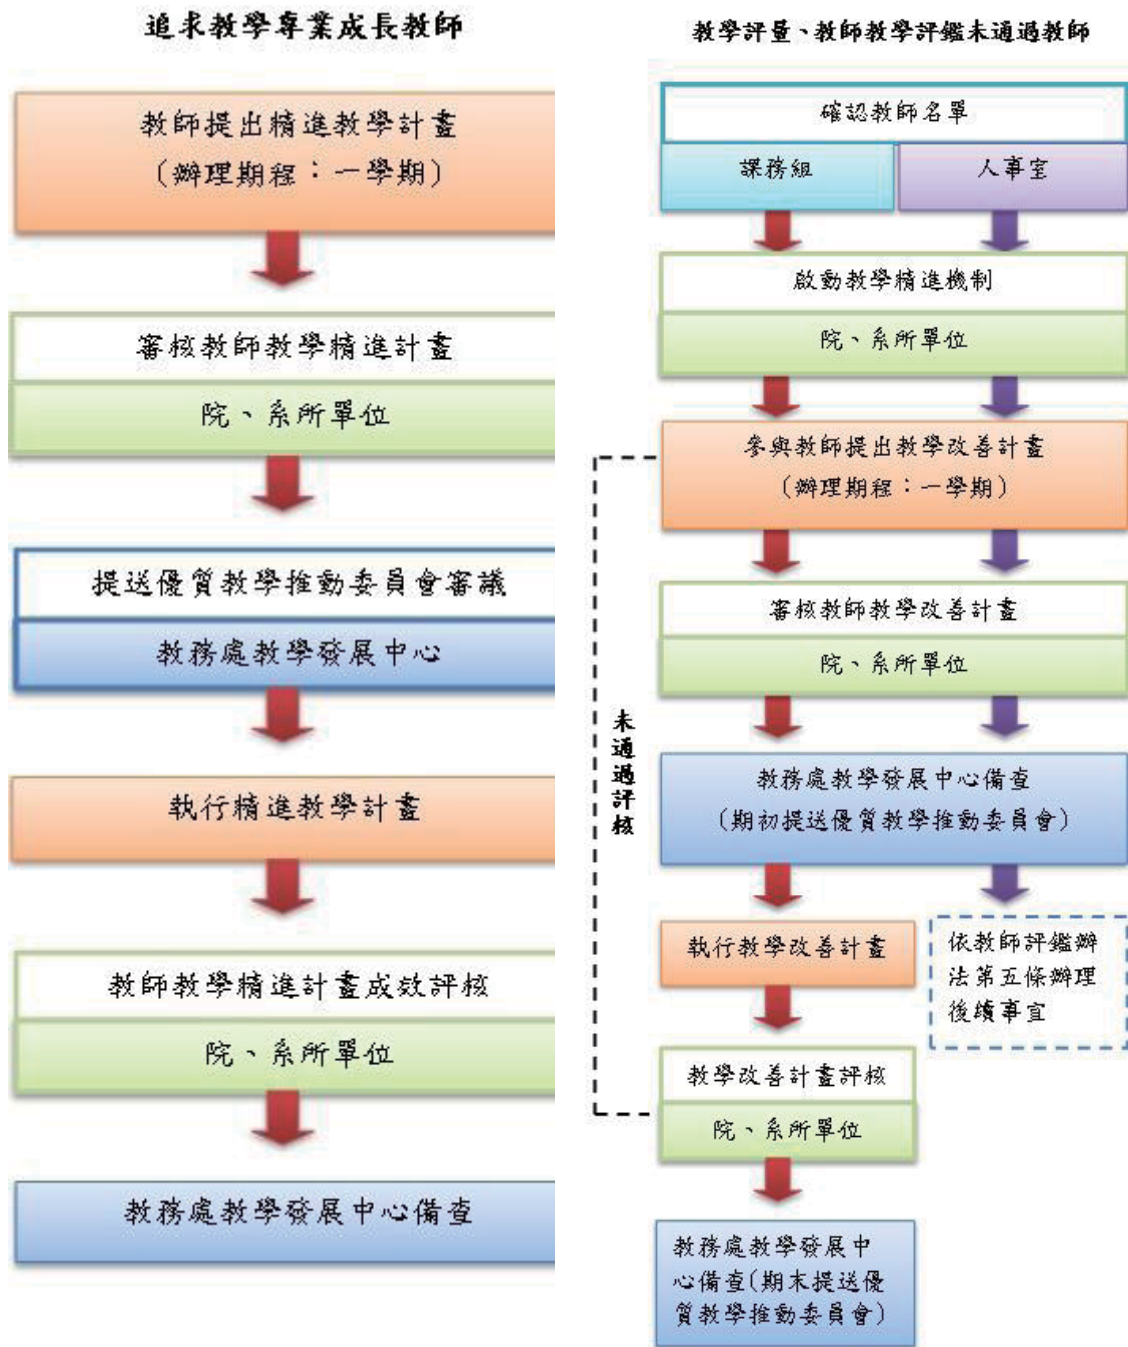 追求教學專業成長教師
教師提出精進教學計畫
(辦理期程：一學期)
審核教師教學精進計畫
院、系所單位
提送優質教學推動委員會審議
教務處教學發展中心
執行精進教學計畫
教師教學精進計畫成效評核
院、系所單位
教務處教學發展中心備查
教學評量、教師教學評鑑未通過教師
確認教師名單
課務組
人事室
啟動教學精進機制
院、系所單位
參與教師提出教學改善計畫
(辦理期程：一學期)
審核教師教學改善計畫
院、系所單位
未通過評核
教務處教學發展中心備查
(期初提送優質教學推動委員會)
執行教學改善計畫
依教師評鑑辦
法第五條辦理
後續事宜
教學改善計畫評核
院、系所單位
教務處教學發展中
心備查(期末提送優
質教學推動委員會)